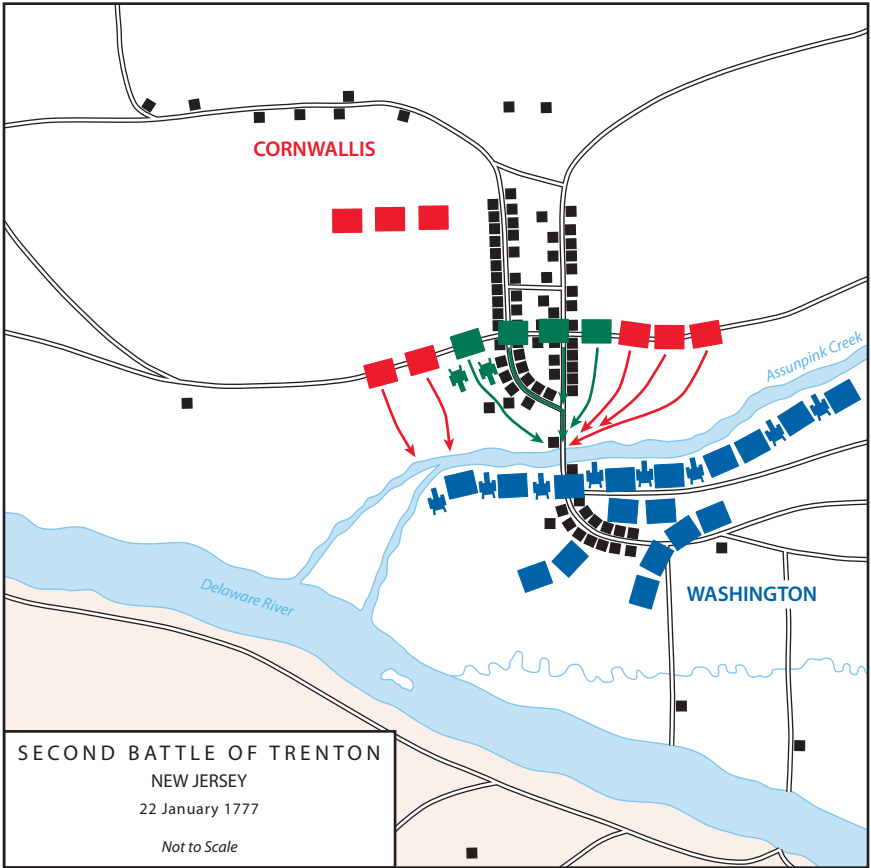 CORNWALLIS
Assunpink Creek
Delaware River
WASHINGTON
SECOND BATTLE OF TRENTON
NEW JERSEY
22 January 1777
Not to Scale